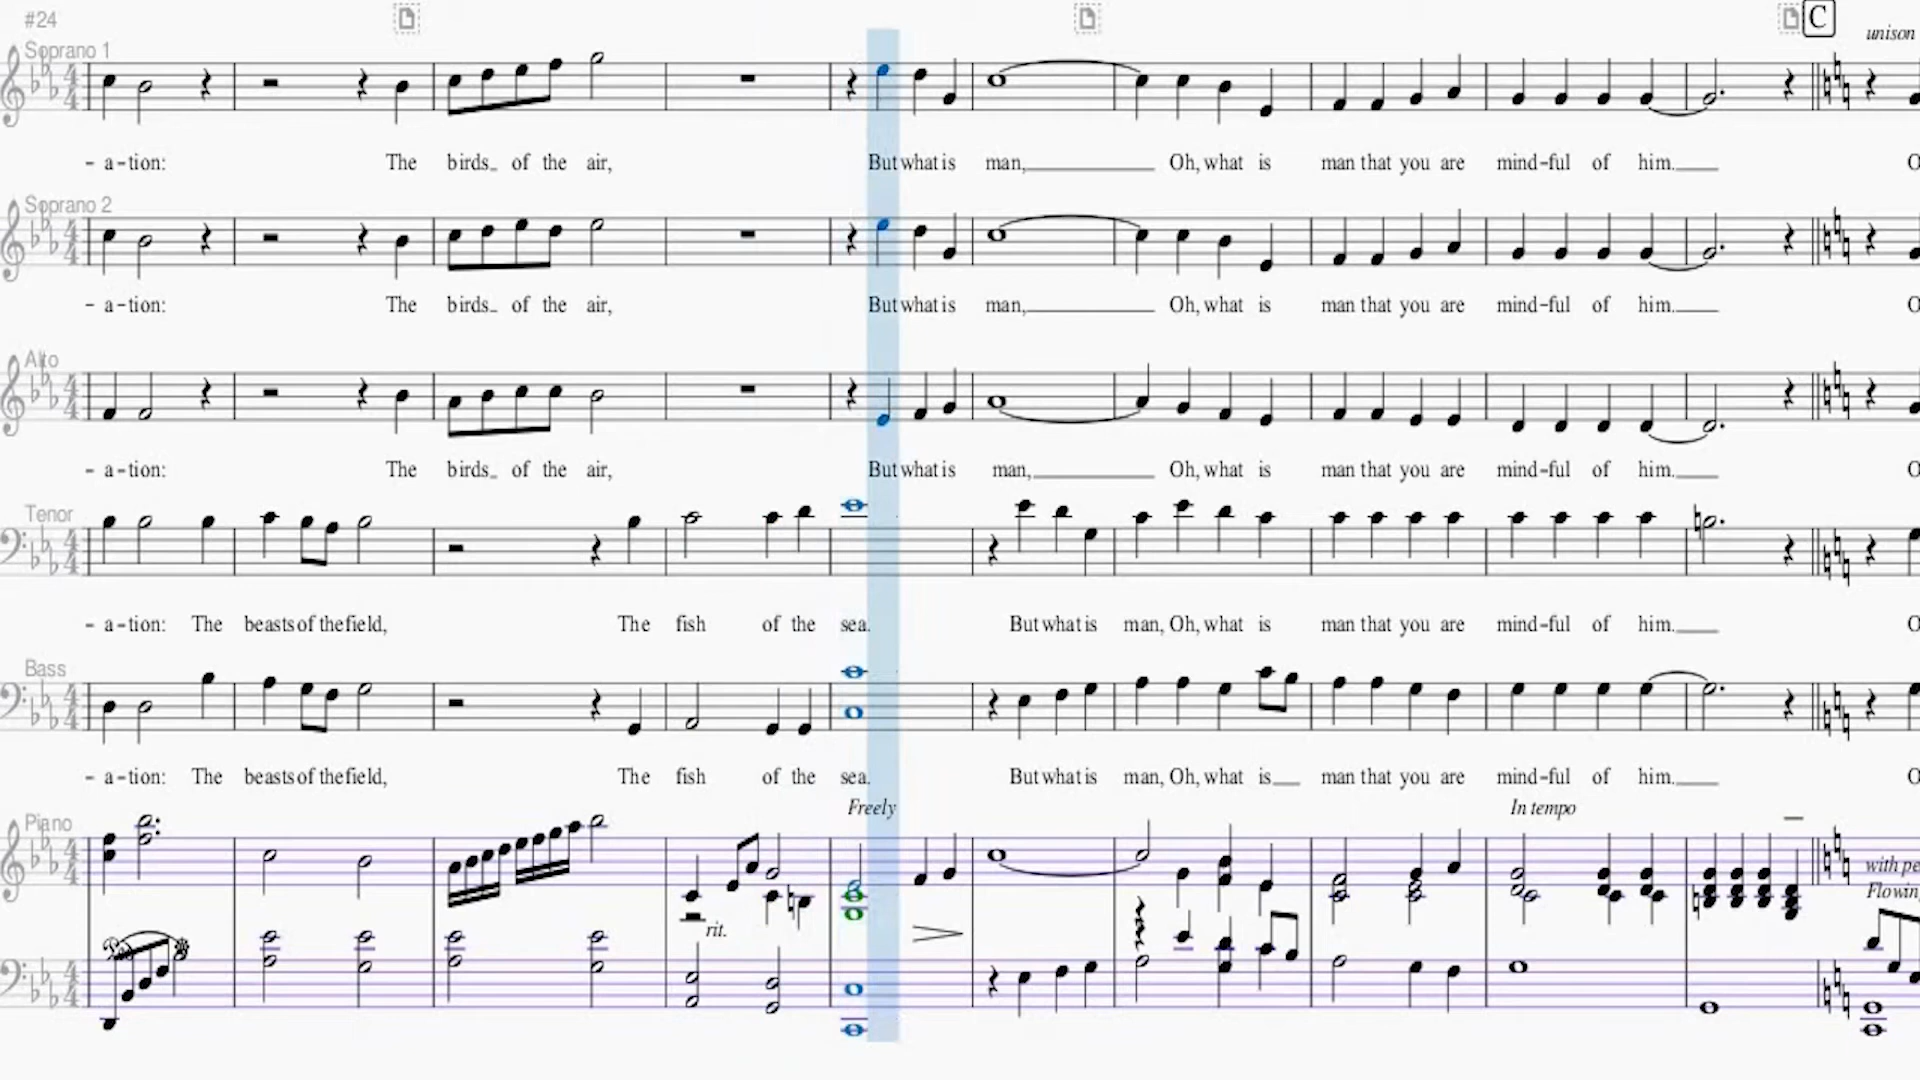 #24
C
unison
Soprano 1
- a-tion: The birds_ of the air, But what is man,____ Oh, what is man that you are mind-ful of him.____ O
Soprano 2
- a-tion: The birds_ of the air, But what is man,____ Oh, what is man that you are mind-ful of him.____ O
Alto
- a-tion: The birds_ of the air, But what is man,____ Oh, what is man that you are mind-ful of him.____ O
Tenor
- a-tion: The beasts of the field, The fish of the sea. But what is man, Oh, what is man that you are mind-ful of him.____ O
Bass
- a-tion: The beasts of the field, The fish of the sea. But what is man, Oh, what is___ man that you are mind-ful of him.____ O
Freely In tempo
Piano
with pe
Flowin
rit.